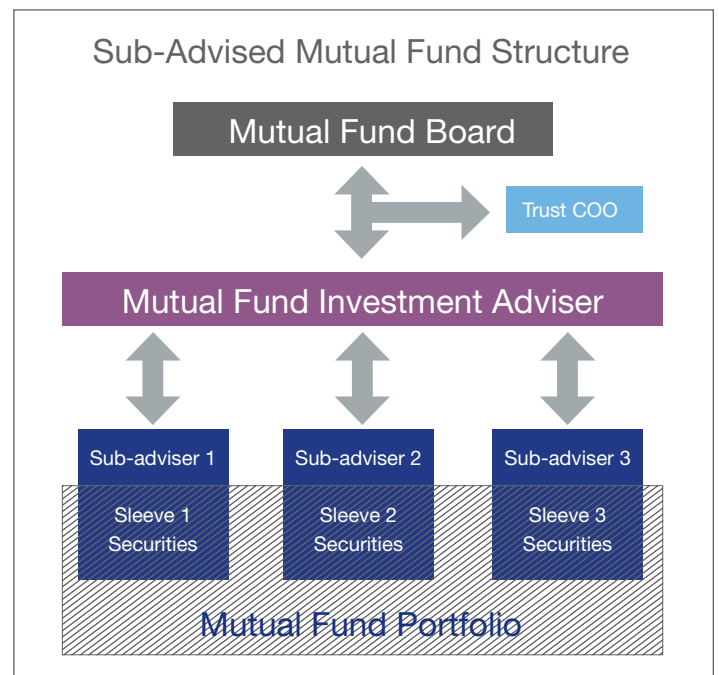 Sub-Advised Mutual Fund Structure
Mutual Fund Board
Trust COO
Mutual Fund Investment Adviser
Sub-adviser 1
Sub-adviser 2
Sub-adviser 3
Sleeve 1
Securities
Sleeve 2
Securities
Sleeve 3
Securities
Mutual Fund Portfolio